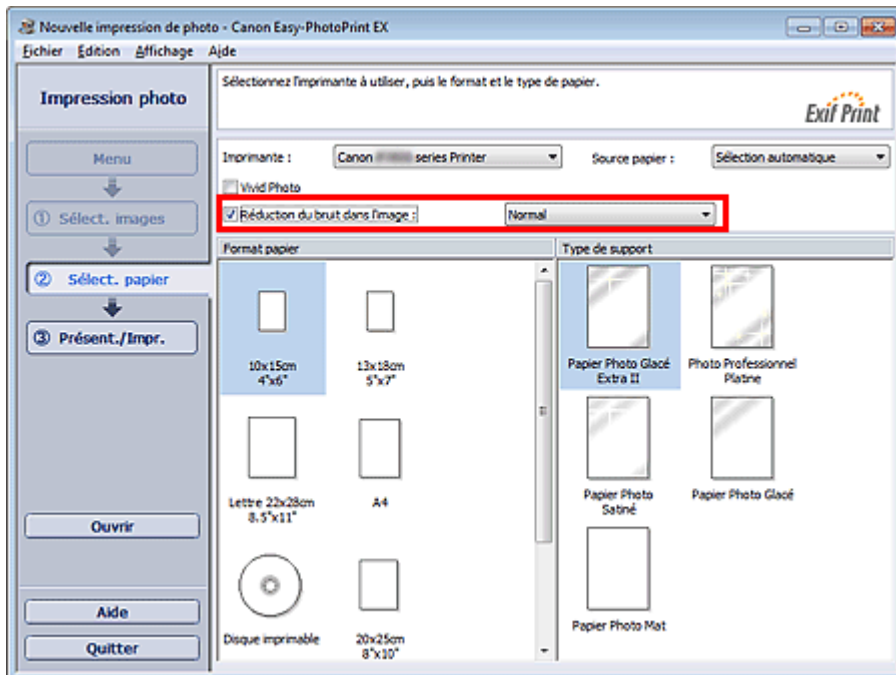 Nouvelle impression de photo - Canon Easy-PhotoPrint EX
Fichier Édition Affichage Aide
Impression photo
Sélectionnez l'imprimante à utiliser, puis le format et le type de papier.
Exif Print
Menu
① Sélect. images
② Sélect. papier
③ Présent./Impr.
Ouvrir
Aide
Quitter
Imprimante : Canon series Printer Source papier : Sélection automatique
Vivid Photo
Réduction du bruit dans l'image : Normal
Format papier
10x15cm
4"x6"
13x18cm
5"x7"
Lettre 22x28cm
8.5"x11"
A4
Disque imprimable
20x25cm
8"x10"
Type de support
Papier Photo Glacé
Extra II
Photo Professionnel
Platine
Papier Photo
Satiné
Papier Photo Glacé
Papier Photo Mat